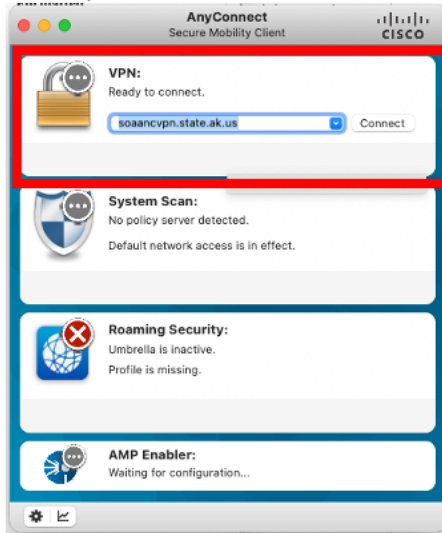 AnyConnect
Secure Mobility Client
CISCO
VPN:
Ready to connect.
soaancvpn.state.ak.us
Connect
System Scan:
No policy server detected.
Default network access is in effect.
Roaming Security:
Umbrella is inactive.
Profile is missing.
AMP Enabler:
Waiting for configuration...